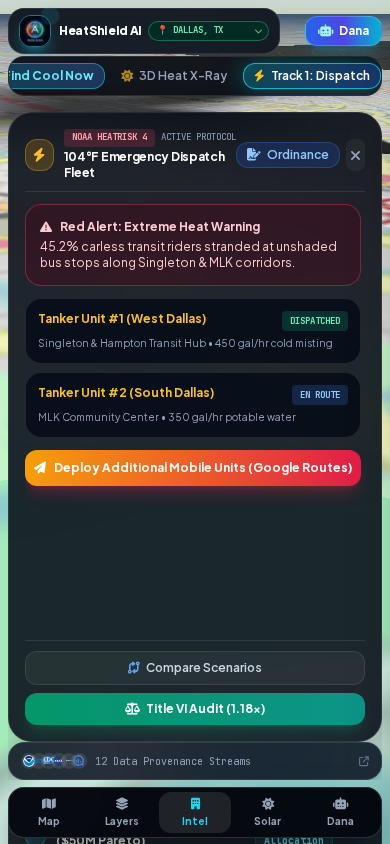 HeatShield AI
📍 DALLAS, TX
Dana
ind Cool Now
3D Heat X-Ray
Track 1: Dispatch
NOAA HEATRISK 4
ACTIVE PROTOCOL
104°F Emergency Dispatch
Fleet
Ordinance
Red Alert: Extreme Heat Warning
45.2% carless transit riders stranded at unshaded
bus stops along Singleton & MLK corridors.
Tanker Unit #1 (West Dallas)
DISPATCHED
Singleton & Hampton Transit Hub • 450 gal/hr cold misting
Tanker Unit #2 (South Dallas)
EN ROUTE
MLK Community Center • 350 gal/hr potable water
Deploy Additional Mobile Units (Google Routes)
Compare Scenarios
Title VI Audit (1.18x)
12 Data Provenance Streams
Map
Layers
Intel
Solar
Dana
($50M Pareto)
Allocation